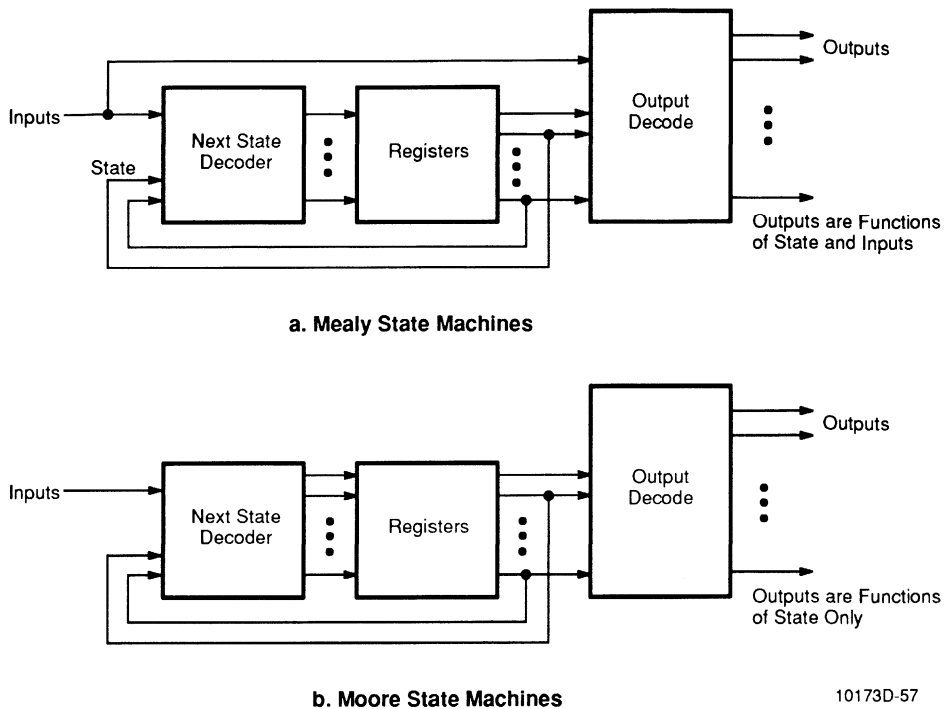 Outputs
Inputs
Next State
Decoder
Registers
Output
Decode
State
Outputs are Functions
of State and Inputs
a. Mealy State Machines
Outputs
Inputs
Next State
Decoder
Registers
Output
Decode
Outputs are Functions
of State Only
b. Moore State Machines
10173D-57